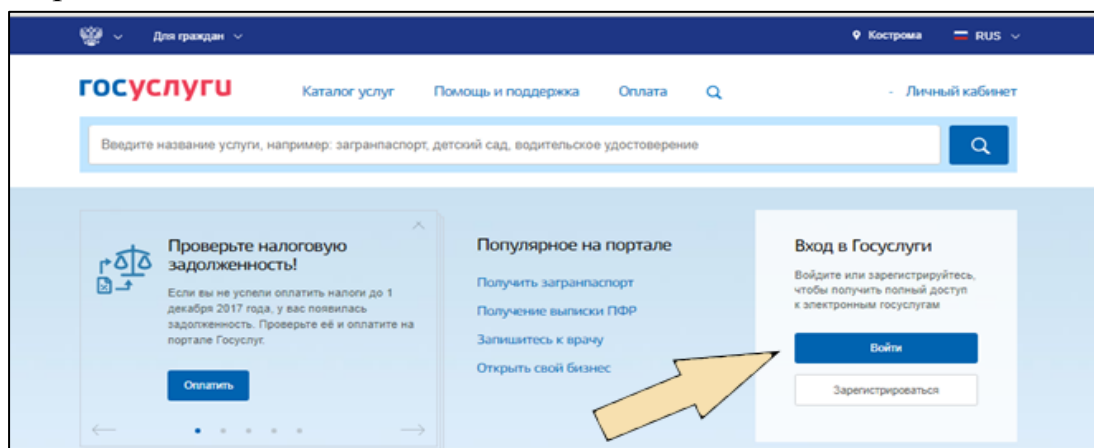 Для граждан
Кострома
RUS
госуслуги
Каталог услуг
Помощь и поддержка
Оплата
- Личный кабинет
Введите название услуги, например: загранпаспорт, детский сад, водительское удостоверение
Проверьте налоговую
задолженность!
Если вы не успели оплатить налоги до 1
декабря 2017 года, у вас появилась
задолженность. Проверьте её и оплатите на
портале Госуслуг.
Оплатить
Популярное на портале
Получить загранпаспорт
Получение выписки ПФР
Запишитесь к врачу
Открыть свой бизнес
Вход в Госуслуги
Войдите или зарегистрируйтесь,
чтобы получить полный доступ
к электронным госуслугам
Войти
Зарегистрироваться